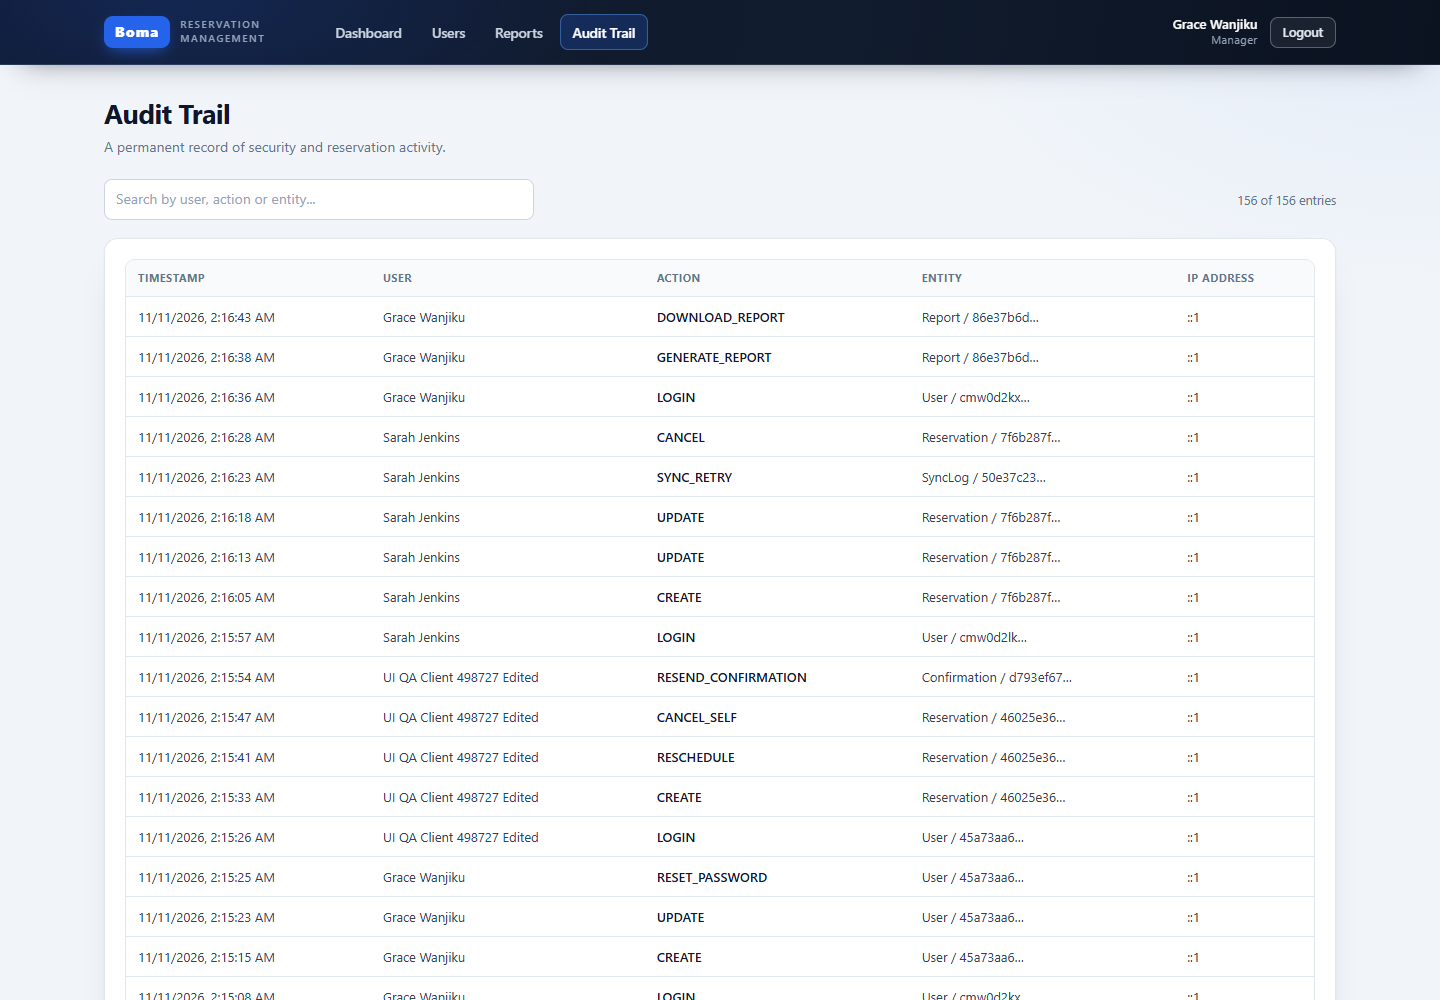 Boma
RESERVATION
MANAGEMENT
Dashboard Users Reports Audit Trail
Grace Wanjiku
Manager
Logout
Audit Trail
A permanent record of security and reservation activity.
Search by user, action or entity...
156 of 156 entries
TIMESTAMP USER ACTION ENTITY IP ADDRESS
11/11/2026, 2:16:43 AM Grace Wanjiku DOWNLOAD_REPORT Report / 86e37b6d... ::1
11/11/2026, 2:16:38 AM Grace Wanjiku GENERATE_REPORT Report / 86e37b6d... ::1
11/11/2026, 2:16:36 AM Grace Wanjiku LOGIN User / cmw0d2kx... ::1
11/11/2026, 2:16:28 AM Sarah Jenkins CANCEL Reservation / 7f6b287f... ::1
11/11/2026, 2:16:23 AM Sarah Jenkins SYNC_RETRY SyncLog / 50e37c23... ::1
11/11/2026, 2:16:18 AM Sarah Jenkins UPDATE Reservation / 7f6b287f... ::1
11/11/2026, 2:16:13 AM Sarah Jenkins UPDATE Reservation / 7f6b287f... ::1
11/11/2026, 2:16:05 AM Sarah Jenkins CREATE Reservation / 7f6b287f... ::1
11/11/2026, 2:15:57 AM Sarah Jenkins LOGIN User / cmw0d2lk... ::1
11/11/2026, 2:15:54 AM UI QA Client 498727 Edited RESEND_CONFIRMATION Confirmation / d793ef67... ::1
11/11/2026, 2:15:47 AM UI QA Client 498727 Edited CANCEL_SELF Reservation / 46025e36... ::1
11/11/2026, 2:15:41 AM UI QA Client 498727 Edited RESCHEDULE Reservation / 46025e36... ::1
11/11/2026, 2:15:33 AM UI QA Client 498727 Edited CREATE Reservation / 46025e36... ::1
11/11/2026, 2:15:26 AM UI QA Client 498727 Edited LOGIN User / 45a73aa6... ::1
11/11/2026, 2:15:25 AM Grace Wanjiku RESET_PASSWORD User / 45a73aa6... ::1
11/11/2026, 2:15:23 AM Grace Wanjiku UPDATE User / 45a73aa6... ::1
11/11/2026, 2:15:15 AM Grace Wanjiku CREATE User / 45a73aa6... ::1
11/11/2026, 2:15:08 AM Grace Wanjiku LOGIN User / cmw0d2kx... ::1